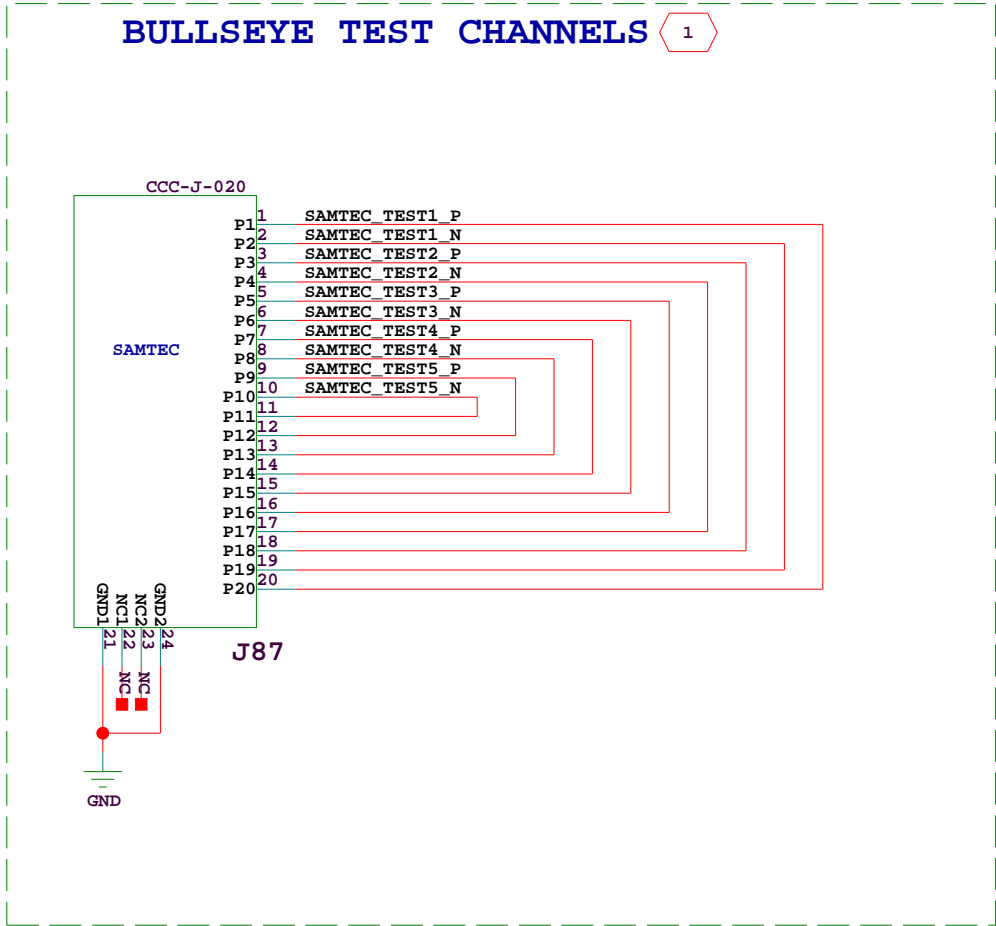 BULLSEYE TEST CHANNELS 1
CCC-J-020
SAMTEC
P1 1 SAMTEC_TEST1_P
P2 2 SAMTEC_TEST1_N
P3 3 SAMTEC_TEST2_P
P4 4 SAMTEC_TEST2_N
P5 5 SAMTEC_TEST3_P
P6 6 SAMTEC_TEST3_N
P7 7 SAMTEC_TEST4_P
P8 8 SAMTEC_TEST4_N
P9 9 SAMTEC_TEST5_P
P10 10 SAMTEC_TEST5_N
P11 11
P12 12
P13 13
P14 14
P15 15
P16 16
P17 17
P18 18
P19 19
P20 20
GND1 21
NC1 22 NC
NC2 23 NC
GND2 24
J87
GND